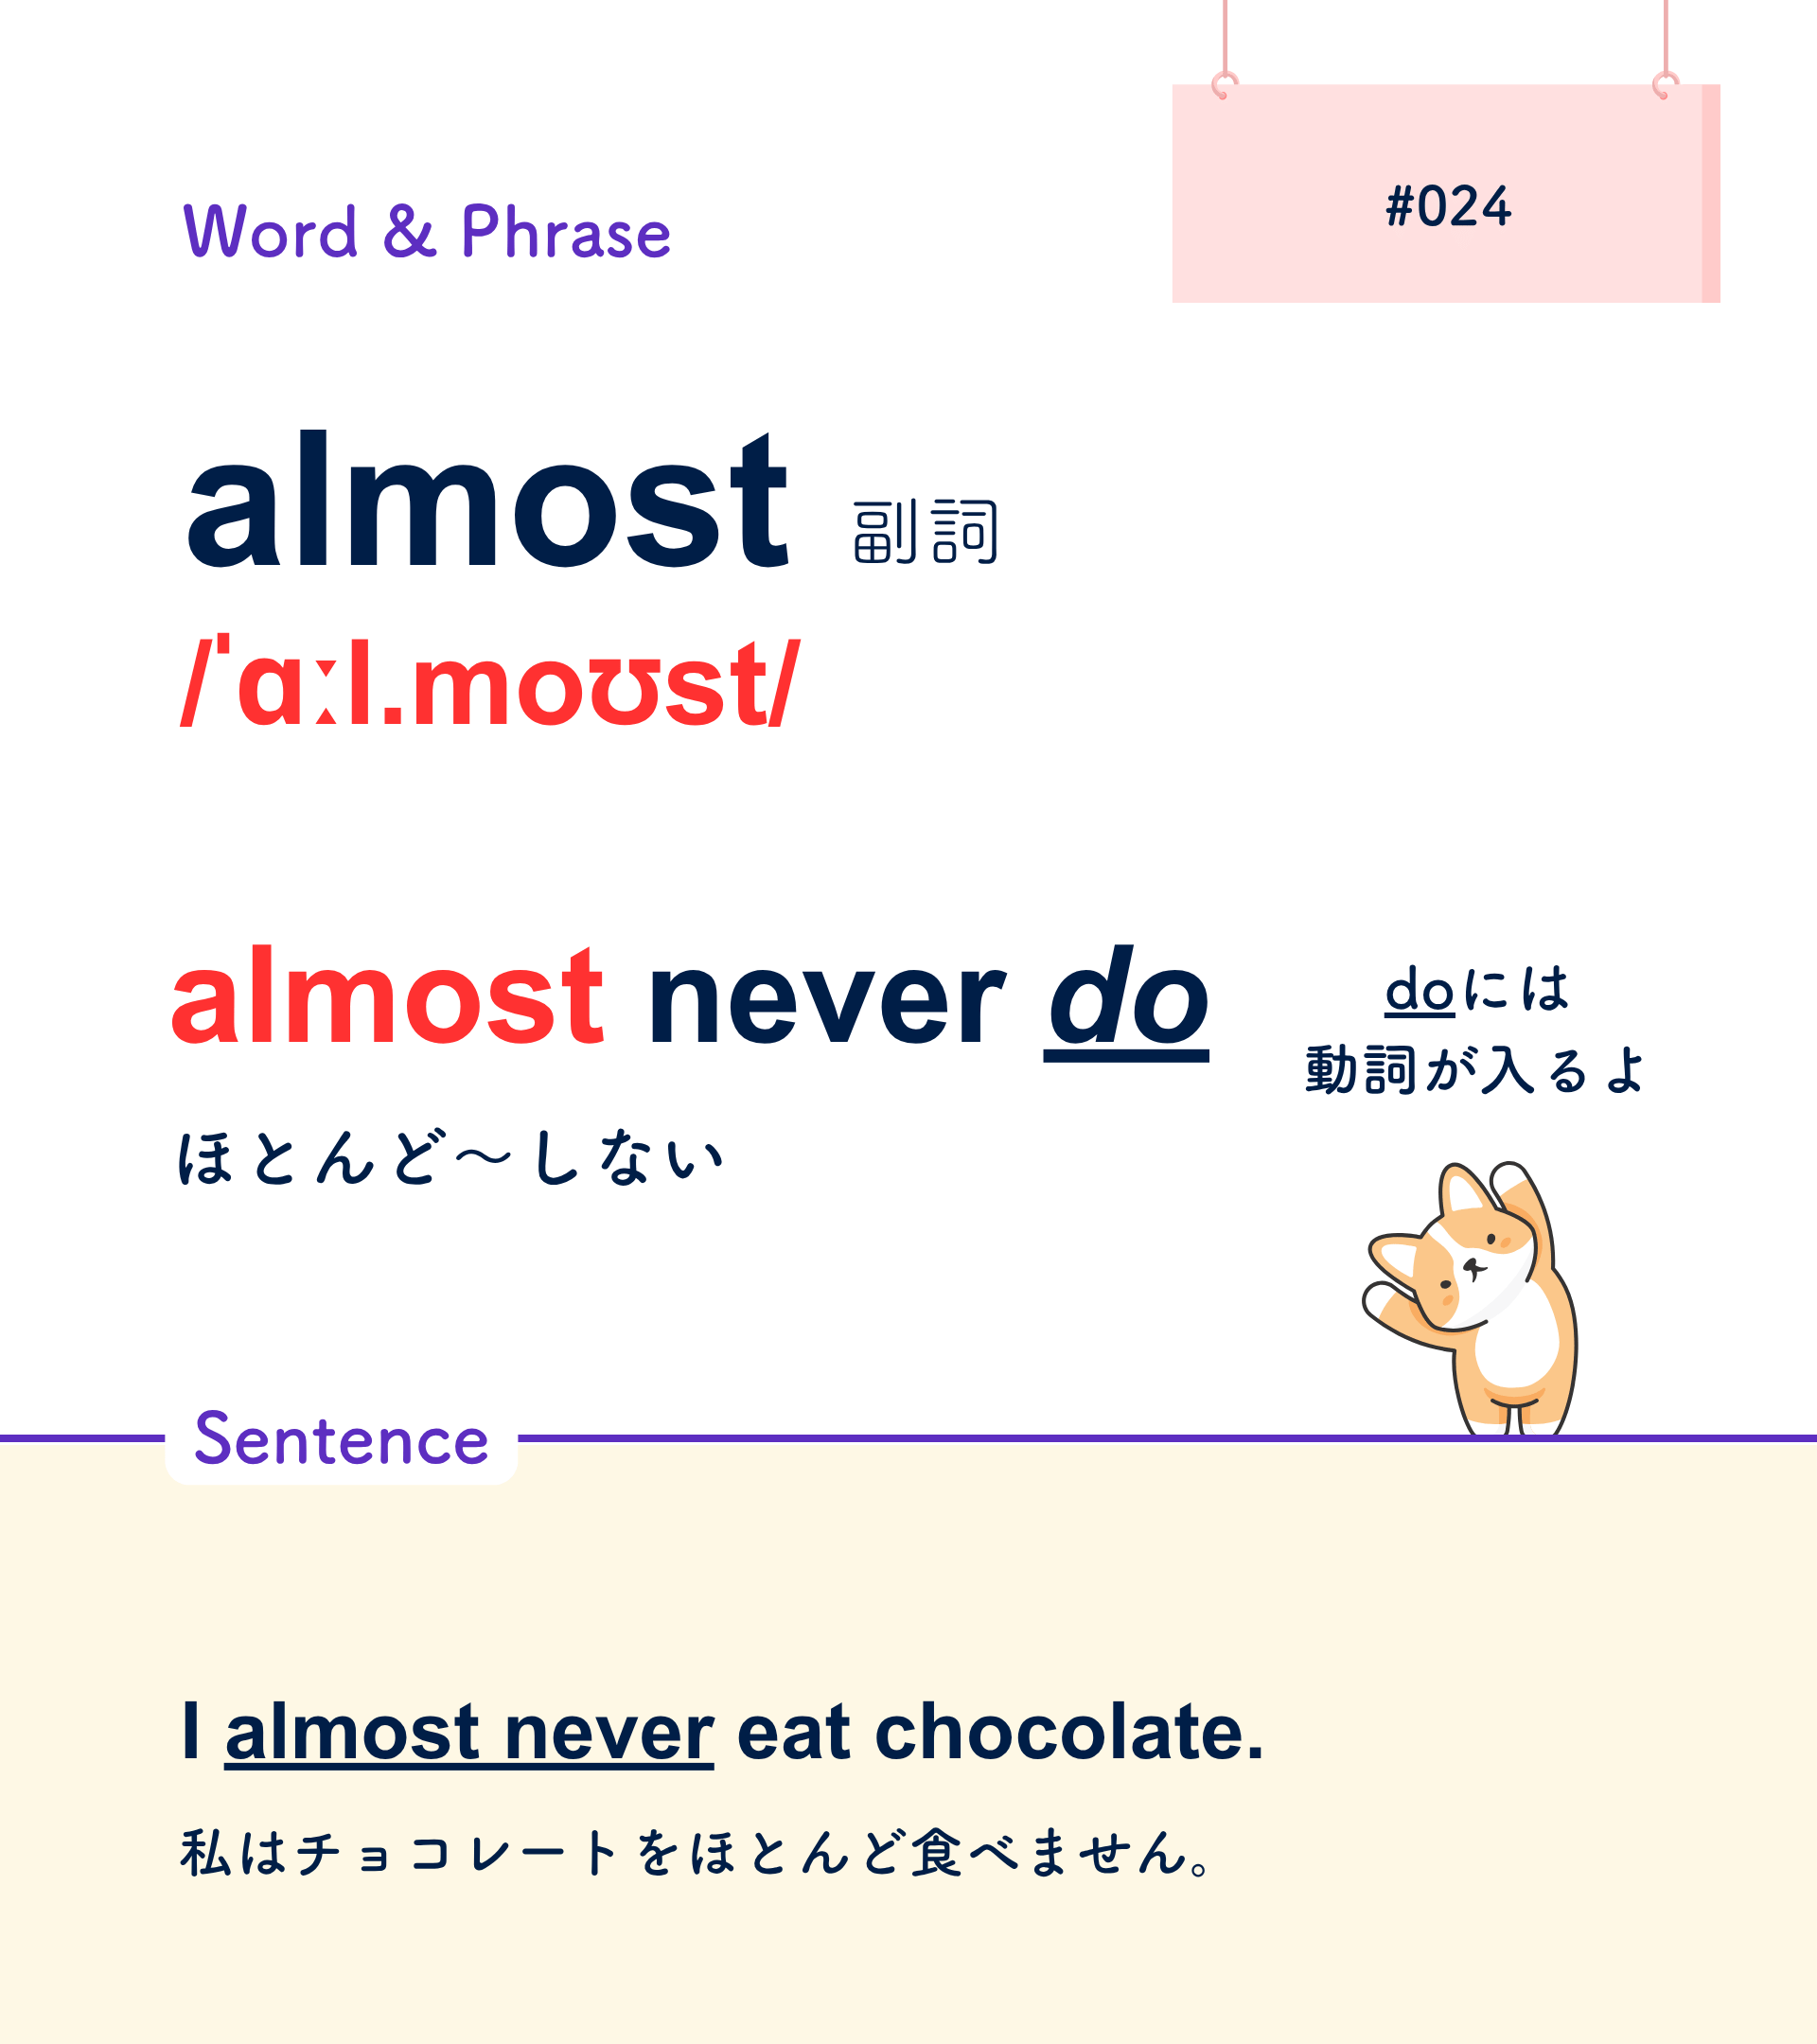 #024
Word & Phrase
almost 副詞
/ˈɑːl.moʊst/
almost never do
doには
動詞が入るよ
ほとんど〜しない
Sentence
I almost never eat chocolate.
私はチョコレートをほとんど食べません。